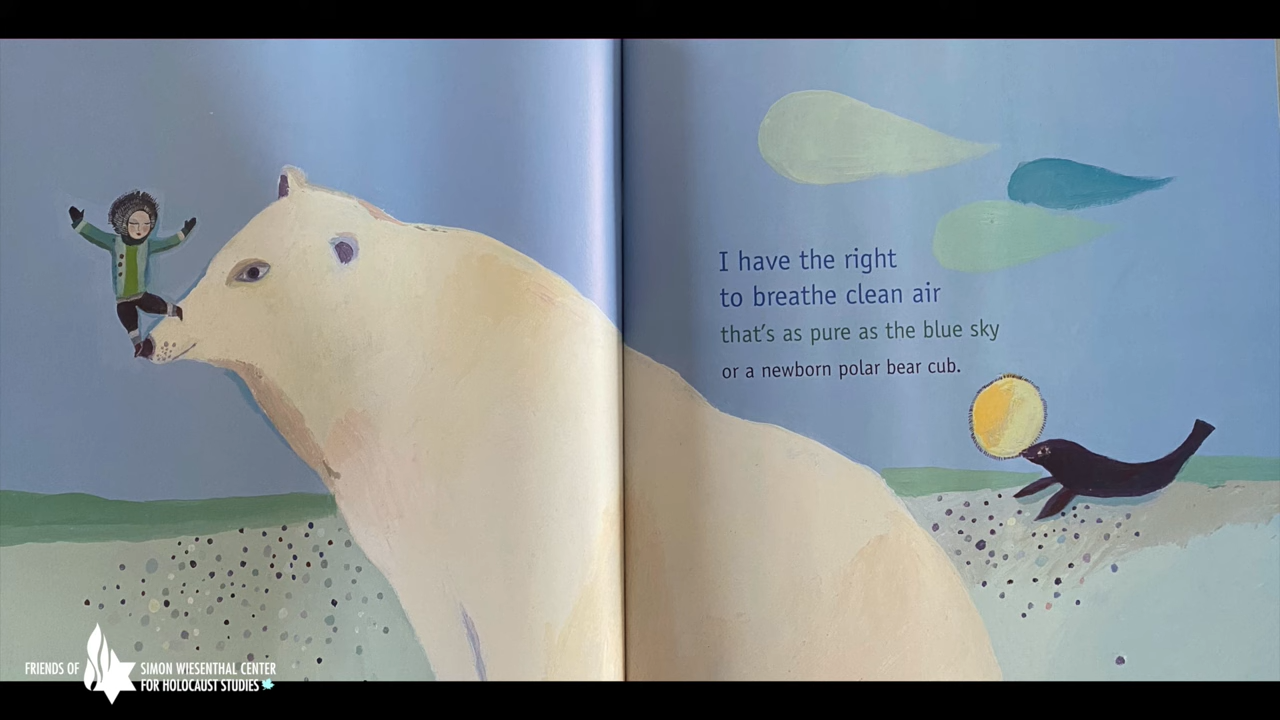 I have the right
to breathe clean air
that's as pure as the blue sky
or a newborn polar bear cub.
FRIENDS OF
SIMON WIESENTHAL CENTER
FOR HOLOCAUST STUDIES